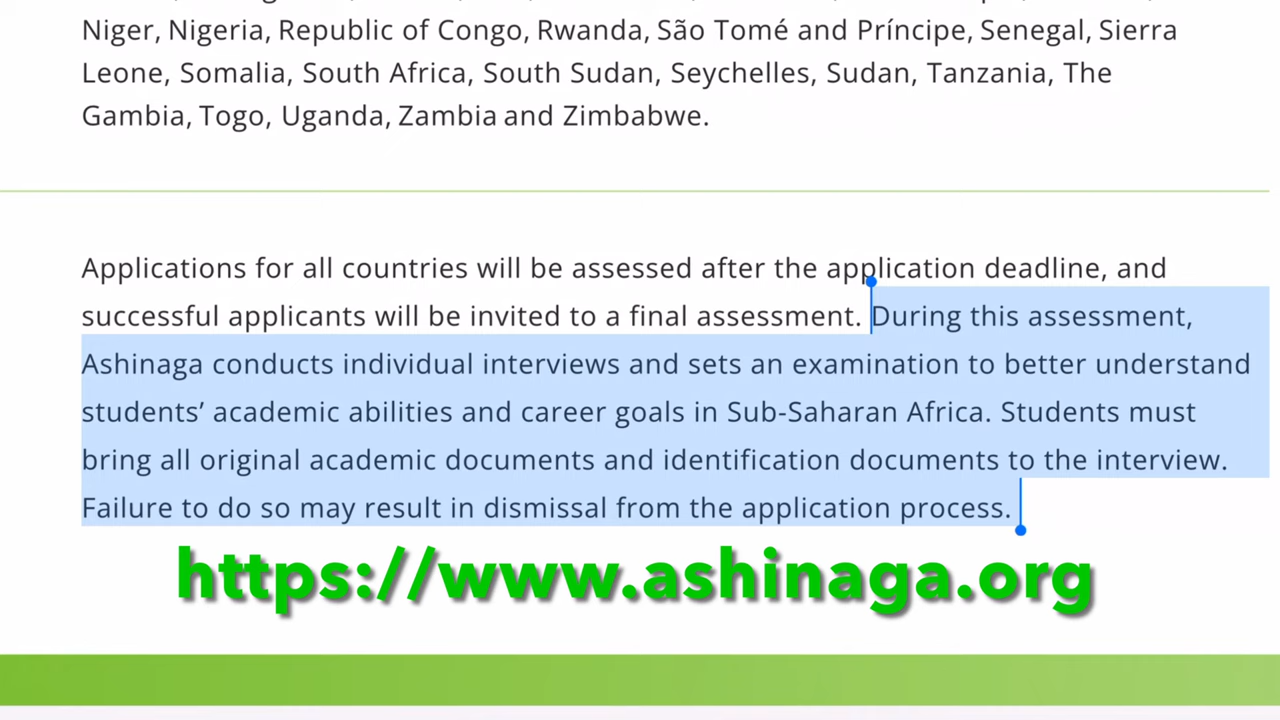 Niger, Nigeria, Republic of Congo, Rwanda, São Tomé and Príncipe, Senegal, Sierra
Leone, Somalia, South Africa, South Sudan, Seychelles, Sudan, Tanzania, The
Gambia, Togo, Uganda, Zambia and Zimbabwe.
Applications for all countries will be assessed after the application deadline, and
successful applicants will be invited to a final assessment. During this assessment,
Ashinaga conducts individual interviews and sets an examination to better understand
students’ academic abilities and career goals in Sub-Saharan Africa. Students must
bring all original academic documents and identification documents to the interview.
Failure to do so may result in dismissal from the application process.
https://www.ashinaga.org